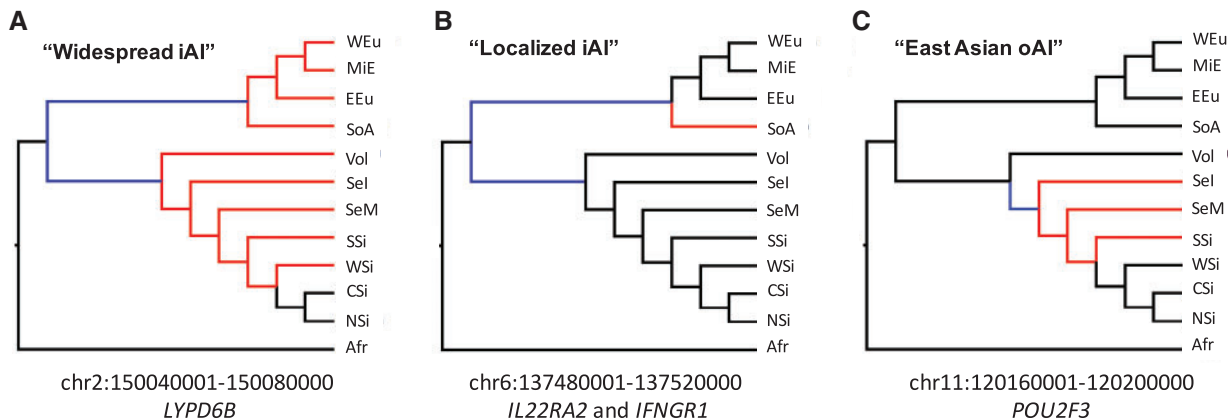 A
"Widespread iAI"
WEu
MiE
EEu
SoA
Vol
SeI
SeM
SSi
WSi
CSi
NSi
Afr
chr2:150040001-150080000
LYPD6B
B
"Localized iAI"
WEu
MiE
EEu
SoA
Vol
SeI
SeM
SSi
WSi
CSi
NSi
Afr
chr6:137480001-137520000
IL22RA2 and IFNGR1
C
"East Asian oAI"
WEu
MiE
EEu
SoA
Vol
SeI
SeM
SSi
WSi
CSi
NSi
Afr
chr11:120160001-120200000
POU2F3